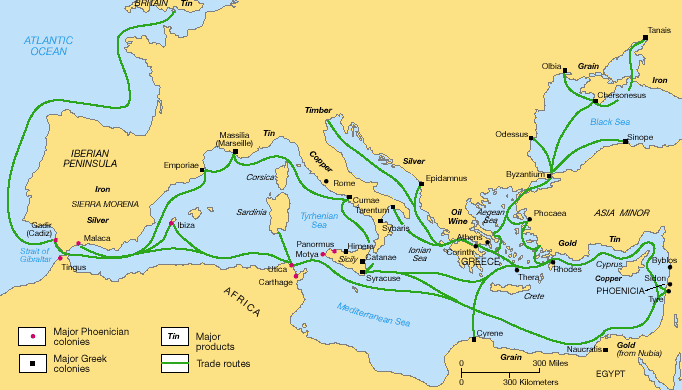 BRITAIN
Tin
ATLANTIC
OCEAN
Tanais
Olbia
Grain
Iron
Chersonesus
Black Sea
Timber
Tin
Massilia
(Marseille)
Odessus
Sinope
IBERIAN
PENINSULA
Emporiae
Copper
Silver
Byzantium
Corsica
Rome
Epidamnus
Iron
SIERRA MORENA
Silver
Sardinia
Cumae
Tarentum
Oil
Wine
Aegean
Sea
Phocaea
ASIA MINOR
Gadir
(Cadiz)
Malaca
Ibiza
Tyrrhenian
Sea
Sybaris
Athens
Gold
Tin
Strait of
Gibraltar
Tingus
Panormus
Himera
Motya
Sicily
Catanae
Ionian
Sea
Corinth
GREECE
Rhodes
Cyprus
Byblos
Utica
Carthage
Syracuse
Thera
Copper
Sidon
PHOENICIA
Tyre
Crete
AFRICA
Mediterranean Sea
Cyrene
Grain
Naucratis
Gold
(from Nubia)
EGYPT
Major Phoenician
colonies
Tin
Major
products
Major Greek
colonies
Trade routes
0
300 Miles
0
300 Kilometers